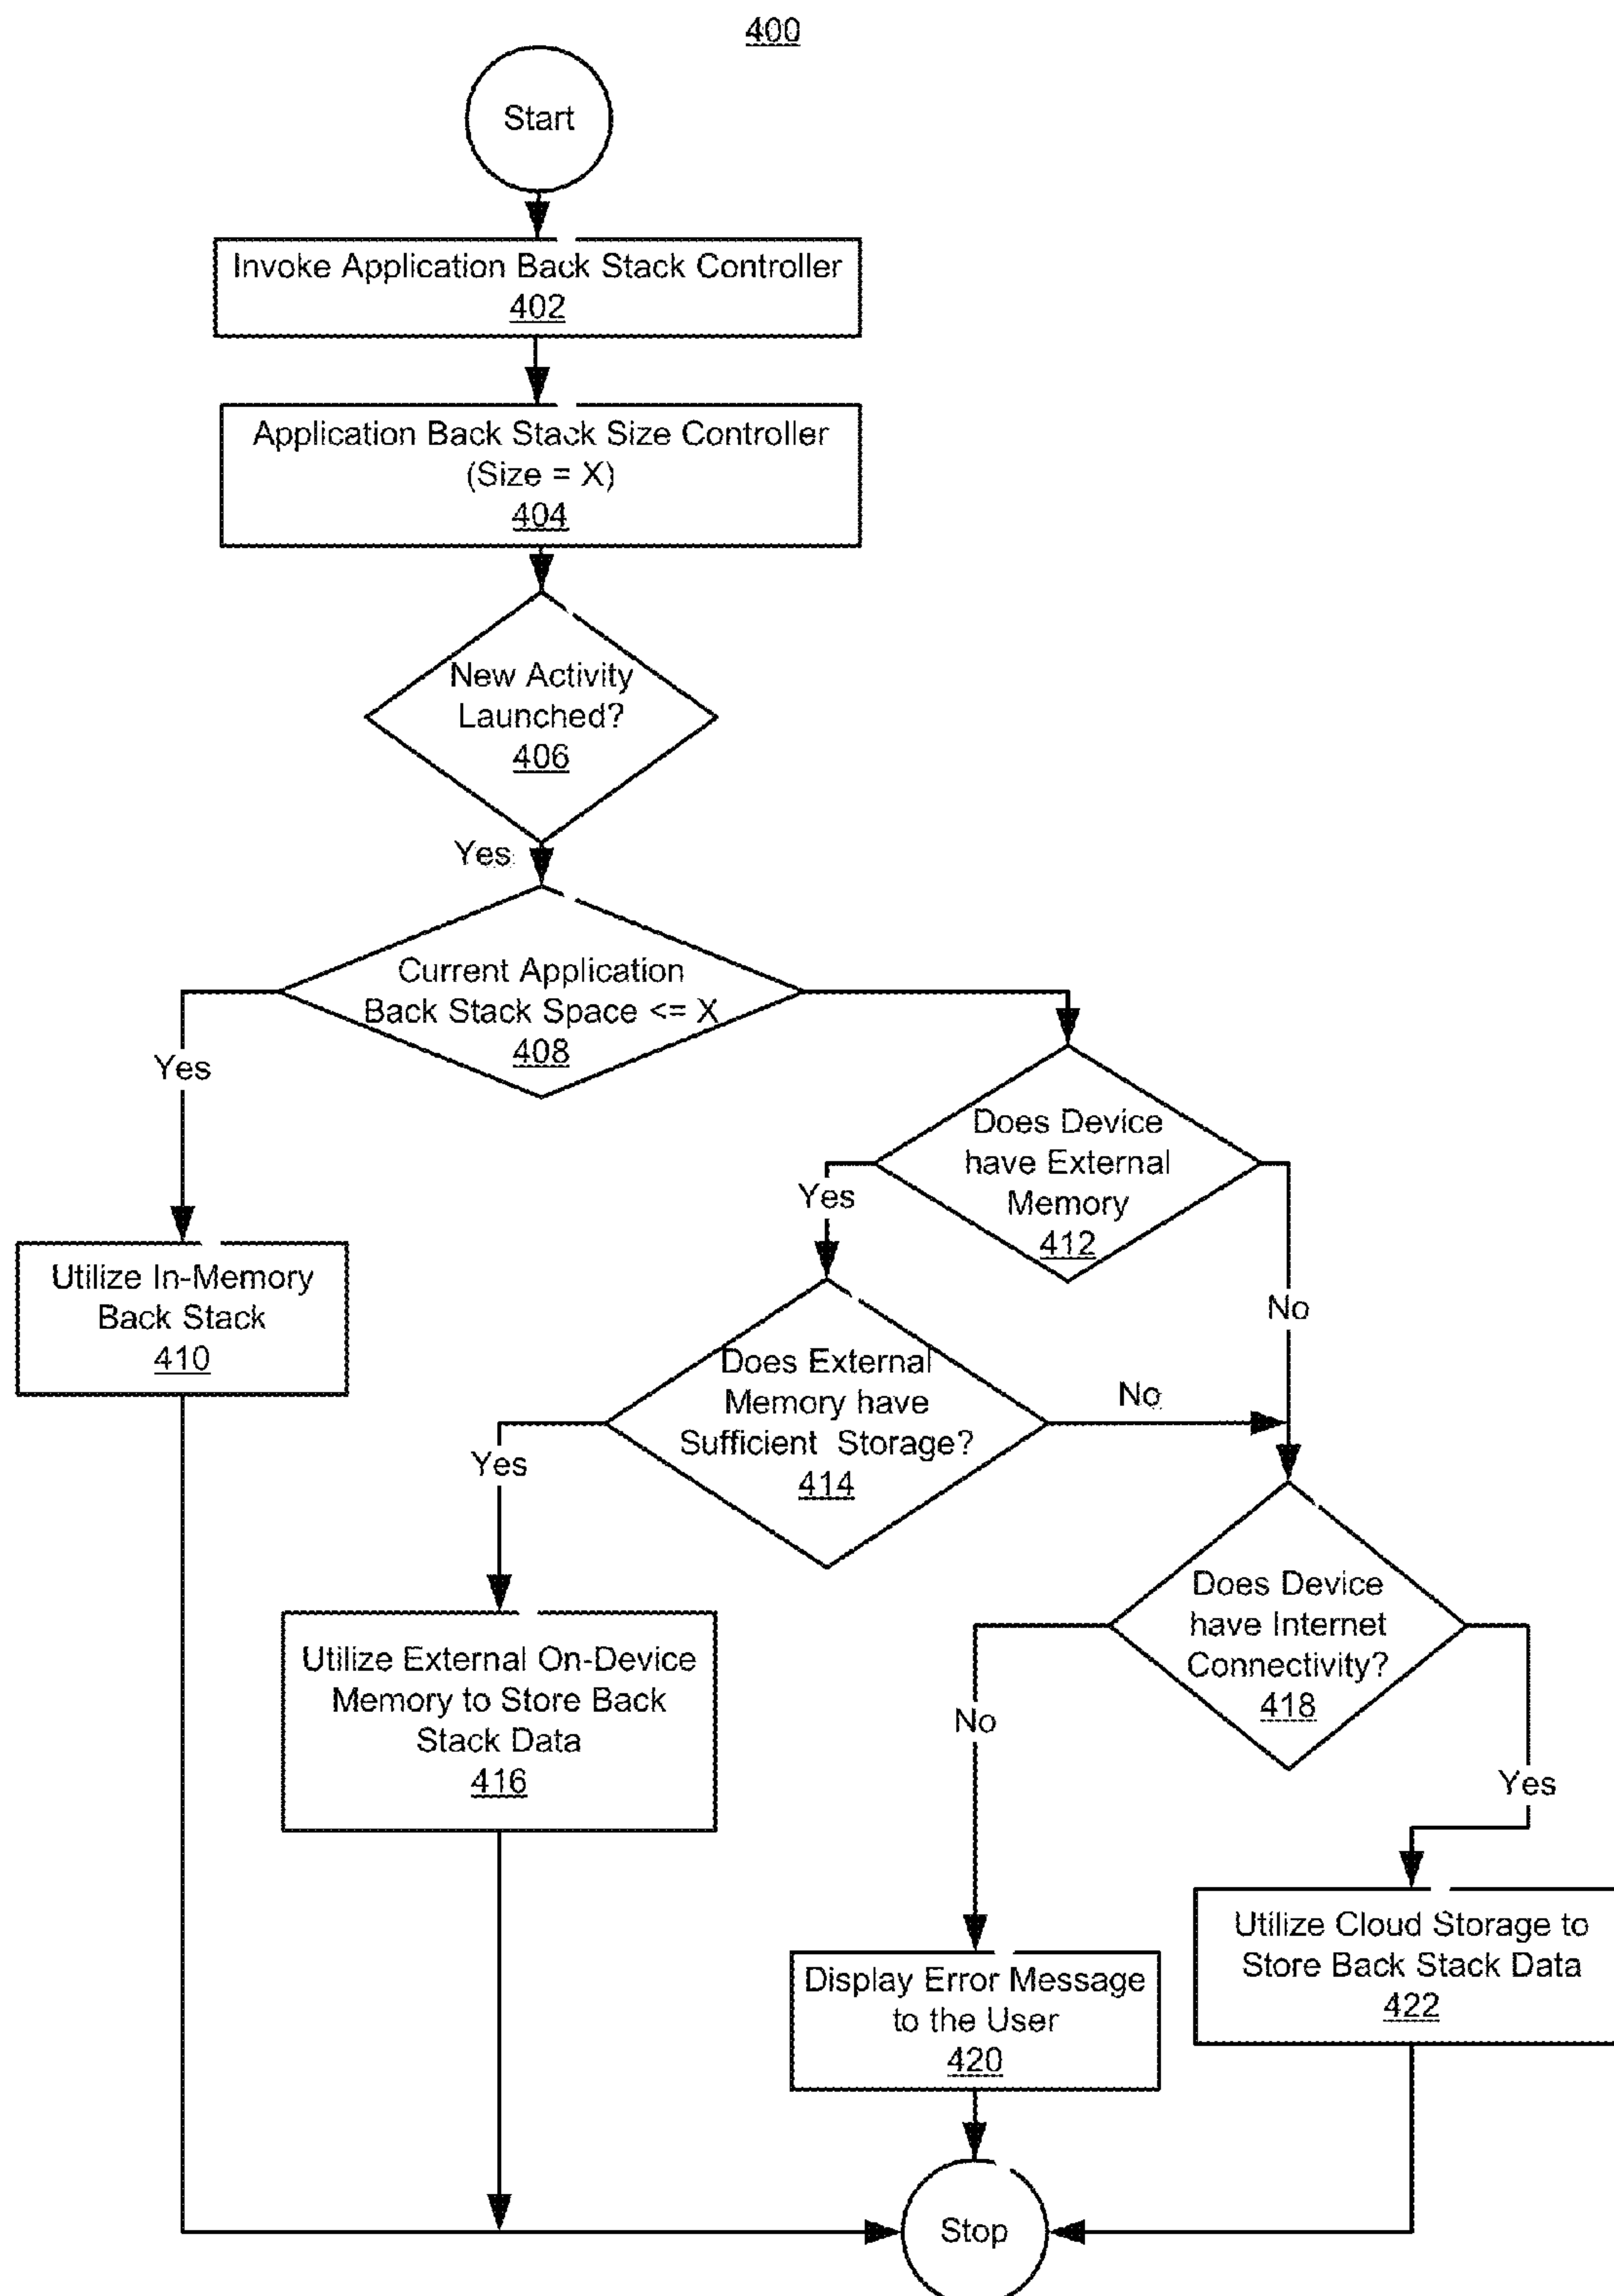 400
Start
Invoke Application Back Stack Controller
402
Application Back Stack Size Controller
(Size = X)
404
New Activity
Launched?
406
Yes
Current Application
Back Stack Space <= X
408
Yes
Does Device
have External
Memory
412
Yes
No
Utilize In-Memory
Back Stack
410
Does External
Memory have
Sufficient Storage?
414
No
Yes
Does Device
have Internet
Connectivity?
418
Utilize External On-Device
Memory to Store Back
Stack Data
416
No
Yes
Utilize Cloud Storage to
Store Back Stack Data
422
Display Error Message
to the User
420
Stop